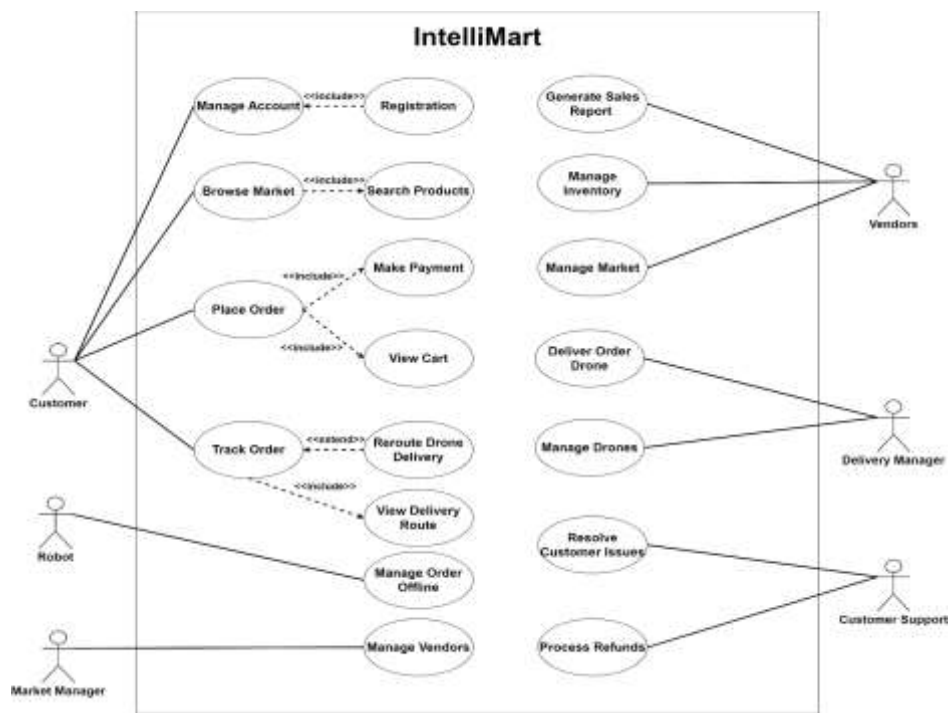 IntelliMart
Manage Account
<<include>>
Registration
Browse Market
<<include>>
Search Products
Place Order
<<include>>
Make Payment
<<include>>
View Cart
Track Order
<<extend>>
Reroute Drone
Delivery
<<include>>
View Delivery
Route
Manage Order
Offline
Manage Vendors
Generate Sales
Report
Manage
Inventory
Manage Market
Deliver Order
Drone
Manage Drones
Resolve
Customer Issues
Process Refunds
Customer
Robot
Market Manager
Vendors
Delivery Manager
Customer Support